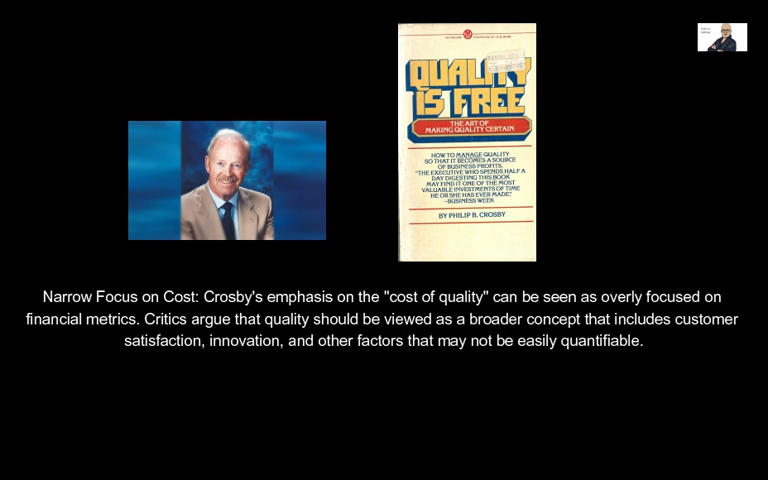 QUALITY
IS FREE
THE ART OF
MAKING QUALITY CERTAIN
HOW TO MANAGE QUALITY
SO THAT IT BECOMES A SOURCE
OF BUSINESS PROFITS.
"THE EXECUTIVE WHO SPENDS HALF A
DAY DIGESTING THIS BOOK
MAY FIND IT ONE OF THE MOST
VALUABLE INVESTMENTS OF TIME
HE OR SHE HAS EVER MADE."
—BUSINESS WEEK
BY PHILIP B. CROSBY
Narrow Focus on Cost: Crosby's emphasis on the "cost of quality" can be seen as overly focused on
financial metrics. Critics argue that quality should be viewed as a broader concept that includes customer
satisfaction, innovation, and other factors that may not be easily quantifiable.